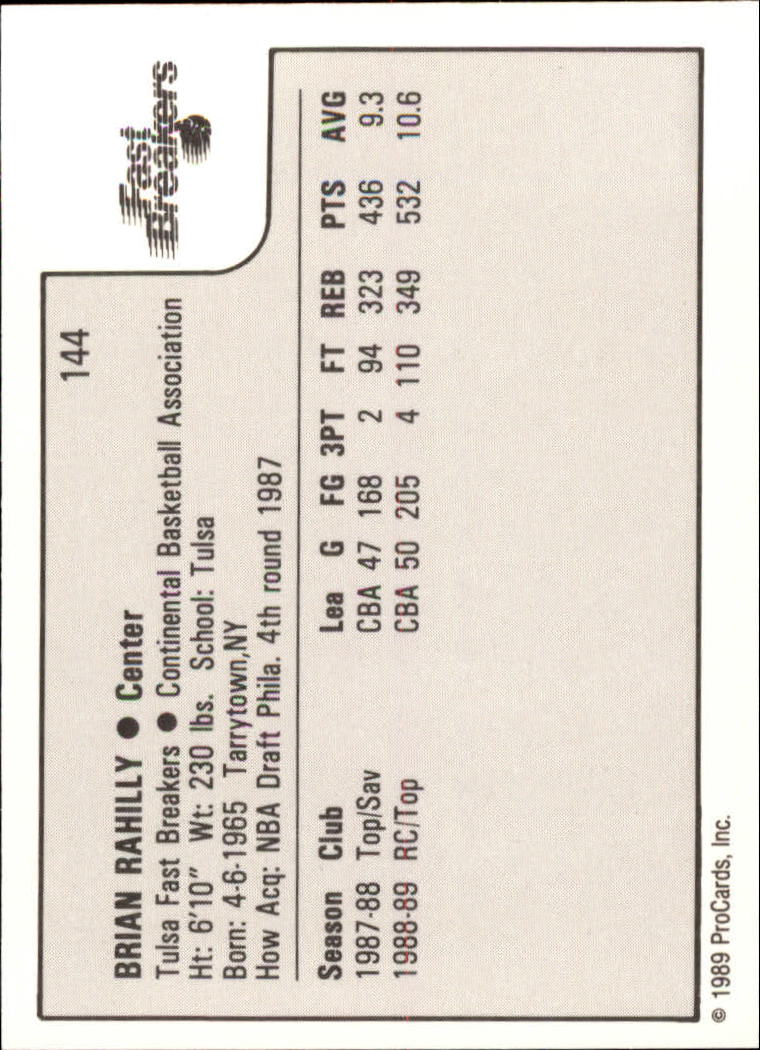 Fast
Breakers
144
BRIAN RAHILLY ● Center
Tulsa Fast Breakers ● Continental Basketball Association
Ht: 6'10" Wt: 230 lbs. School: Tulsa
Born: 4-6-1965 Tarrytown,NY
How Acq: NBA Draft Phila. 4th round 1987
Season Club Lea G FG 3PT FT REB PTS AVG
1987-88 Top/Sav CBA 47 168 2 94 323 436 9.3
1988-89 RC/Top CBA 50 205 4 110 349 532 10.6
© 1989 ProCards, Inc.